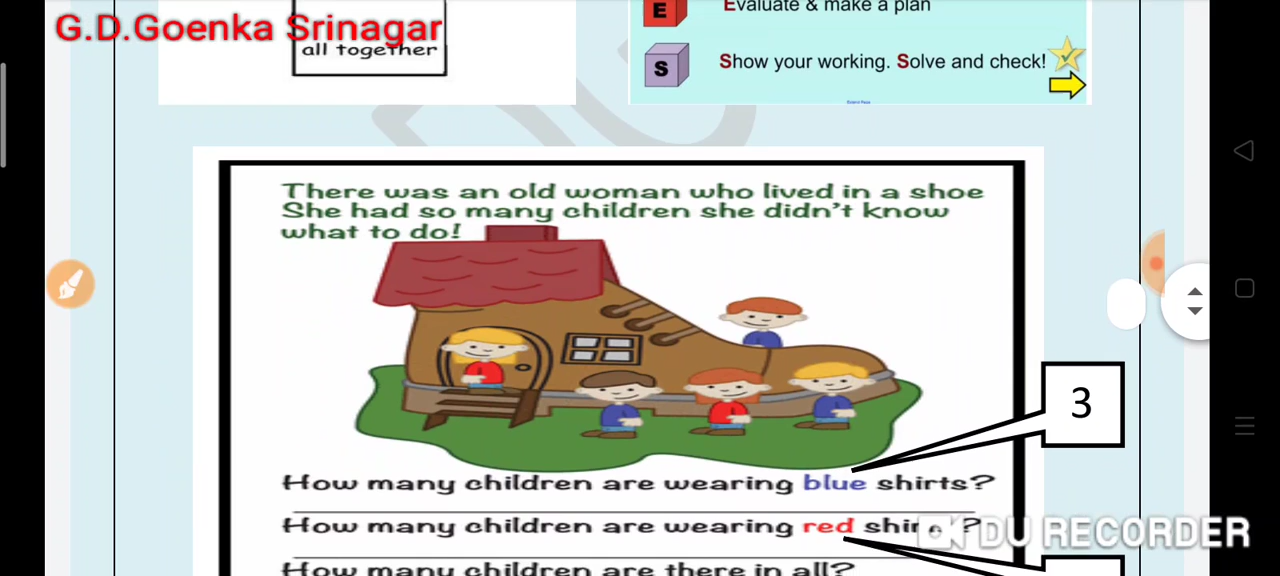 G.D.Goenka Srinagar
all together
E
Evaluate & make a plan
S
Show your working. Solve and check!
There was an old woman who lived in a shoe
She had so many children she didn't know
what to do!
3
How many children are wearing blue shirts?
How many children are wearing red shir ?
How many children are there in all?
DU RECORDER